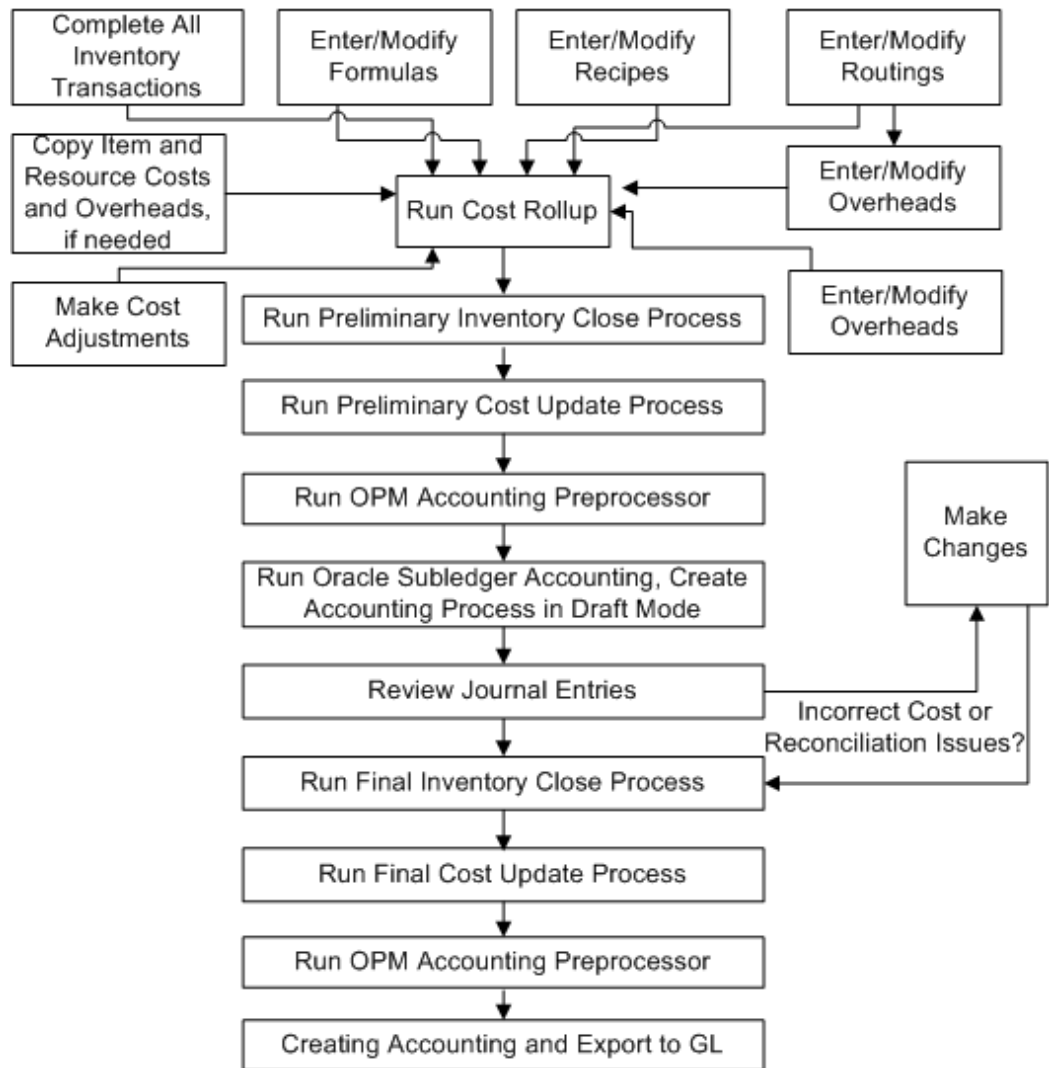 Complete All
Inventory
Transactions
Enter/Modify
Formulas
Enter/Modify
Recipes
Enter/Modify
Routings
Copy Item and
Resource Costs
and Overheads,
if needed
Run Cost Rollup
Enter/Modify
Overheads
Make Cost
Adjustments
Enter/Modify
Overheads
Run Preliminary Inventory Close Process
Run Preliminary Cost Update Process
Run OPM Accounting Preprocessor
Make
Changes
Run Oracle Subledger Accounting, Create
Accounting Process in Draft Mode
Review Journal Entries
Incorrect Cost or
Reconciliation Issues?
Run Final Inventory Close Process
Run Final Cost Update Process
Run OPM Accounting Preprocessor
Creating Accounting and Export to GL